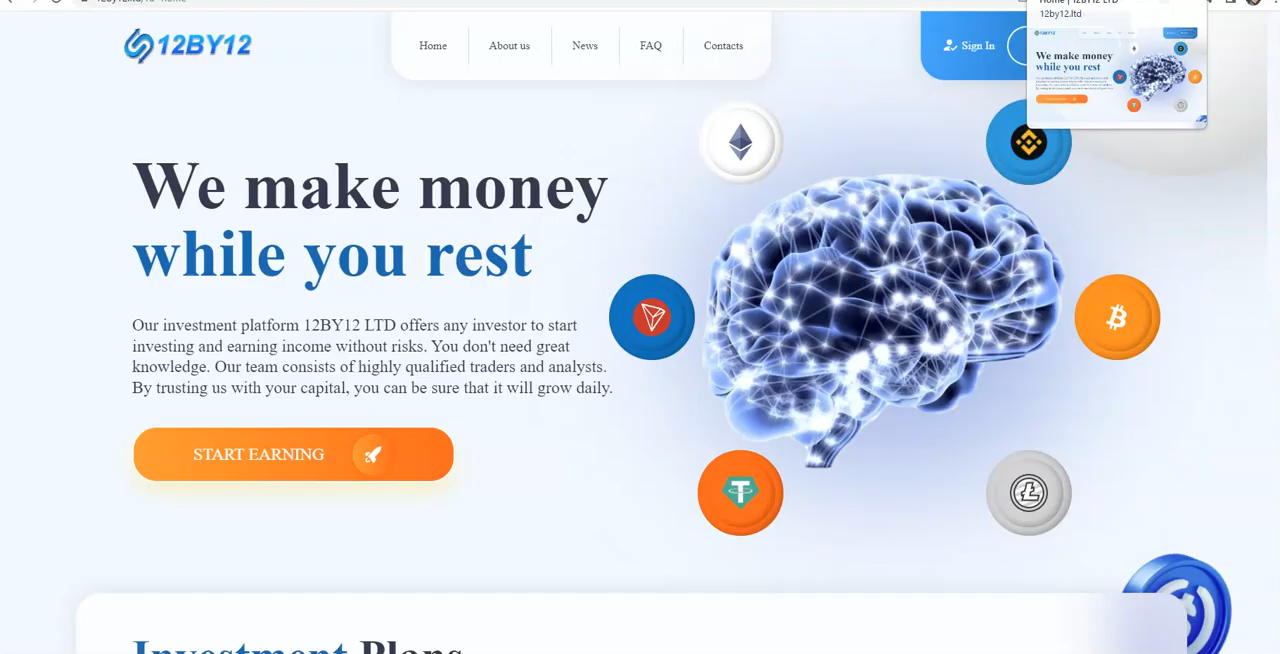 12BY12
Home
About us
News
FAQ
Contacts
Sign In
12by12.ltd
12BY12
We make money
while you rest
We make money
while you rest
Our investment platform 12BY12 LTD offers any investor to start
investing and earning income without risks. You don't need great
knowledge. Our team consists of highly qualified traders and analysts.
By trusting us with your capital, you can be sure that it will grow daily.
START EARNING
Investment Plans